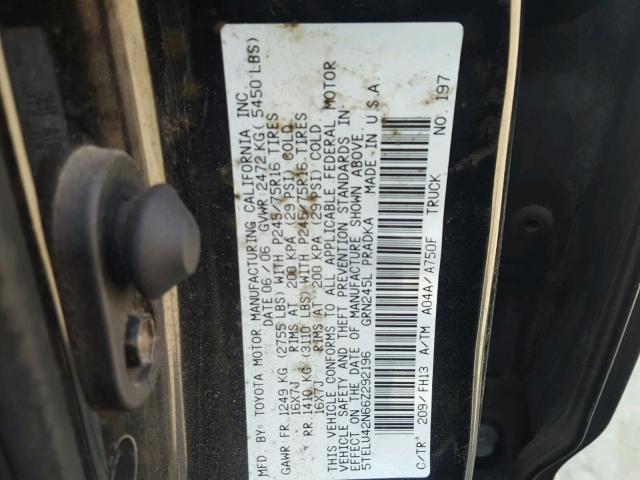 MFD. BY: TOYOTA MOTOR MANUFACTURING CALIFORNIA INC.
DATE 06 / 06 / GVWR: 2472 KG( 5450 LBS)
GAWR: FR 1249 KG (2755 LBS) WITH P245/75R16 TIRES
16X7J RIMS AT 200 KPA (29 PSI) COLD
RR 1410 KG (3110 LBS) WITH P245/75R16 TIRES
16X7J RIMS AT 200 KPA (29 PSI) COLD
THIS VEHICLE CONFORMS TO ALL APPLICABLE FEDERAL MOTOR
VEHICLE SAFETY AND THEFT PREVENTION STANDARDS IN
EFFECT ON THE DATE OF MANUFACTURE SHOWN ABOVE.
5TELU42N66Z292196 GRN245L PRADKA MADE IN U.S.A.
C/TR 209/FH13 A/TM A04A/A750F TRUCK NO. 197